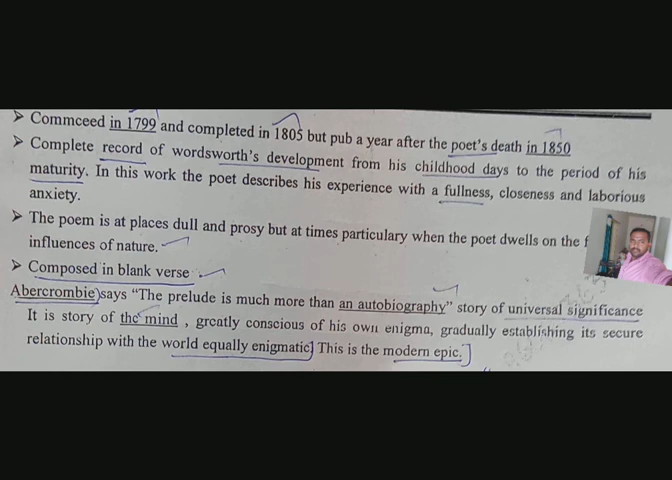 ➤ Commceed in 1799 and completed in 1805 but pub a year after the poet's death in 1850
➤ Complete record of wordsworth's development from his childhood days to the period of his
maturity. In this work the poet describes his experience with a fullness, closeness and laborious
anxiety.
➤ The poem is at places dull and prosy but at times particulary when the poet dwells on the
influences of nature.
➤ Composed in blank verse
Abercrombie) says "The prelude is much more than an autobiography" story of universal significance
It is story of the mind , greatly conscious of his own enigma, gradually establishing its secure
relationship with the world equally enigmatic] This is the modern epic.]